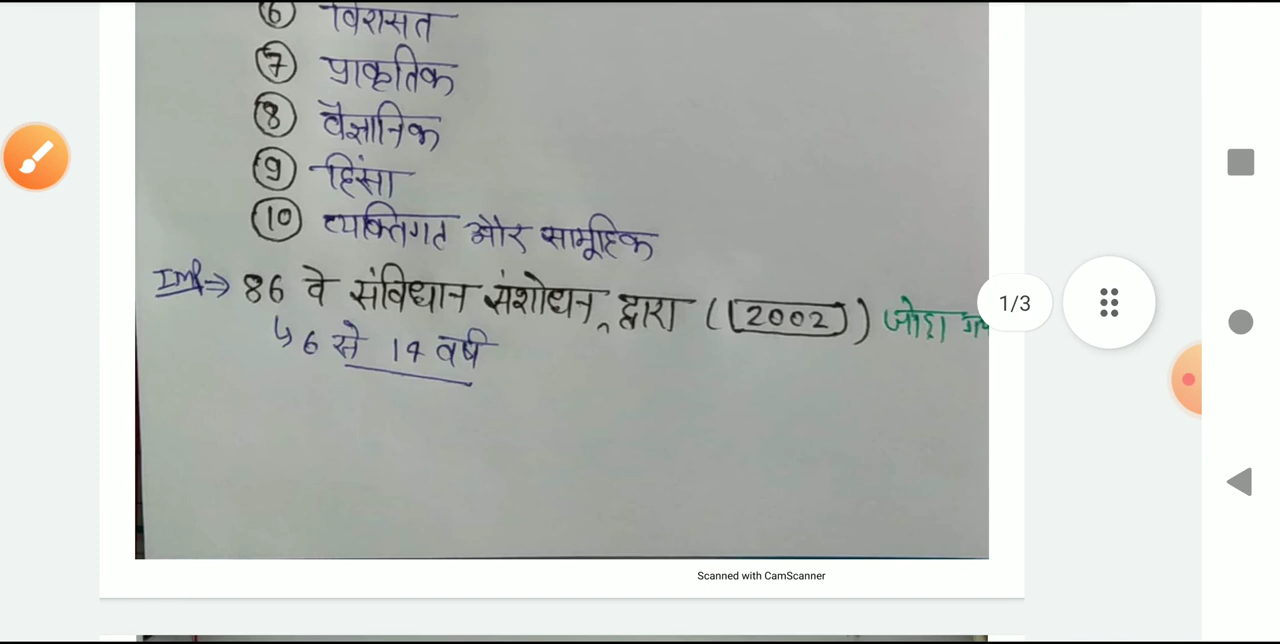 ⑥ विरासत
⑦ प्राकृतिक
⑧ वैज्ञानिक
⑨ हिंसा
⑩ व्यक्तिगत और सामूहिक
IMP⇒ 86 वे संविधान संशोधन द्वारा (2002) जोड़ा
↳ 6 से 14 वर्ष
1/3
Scanned with CamScanner